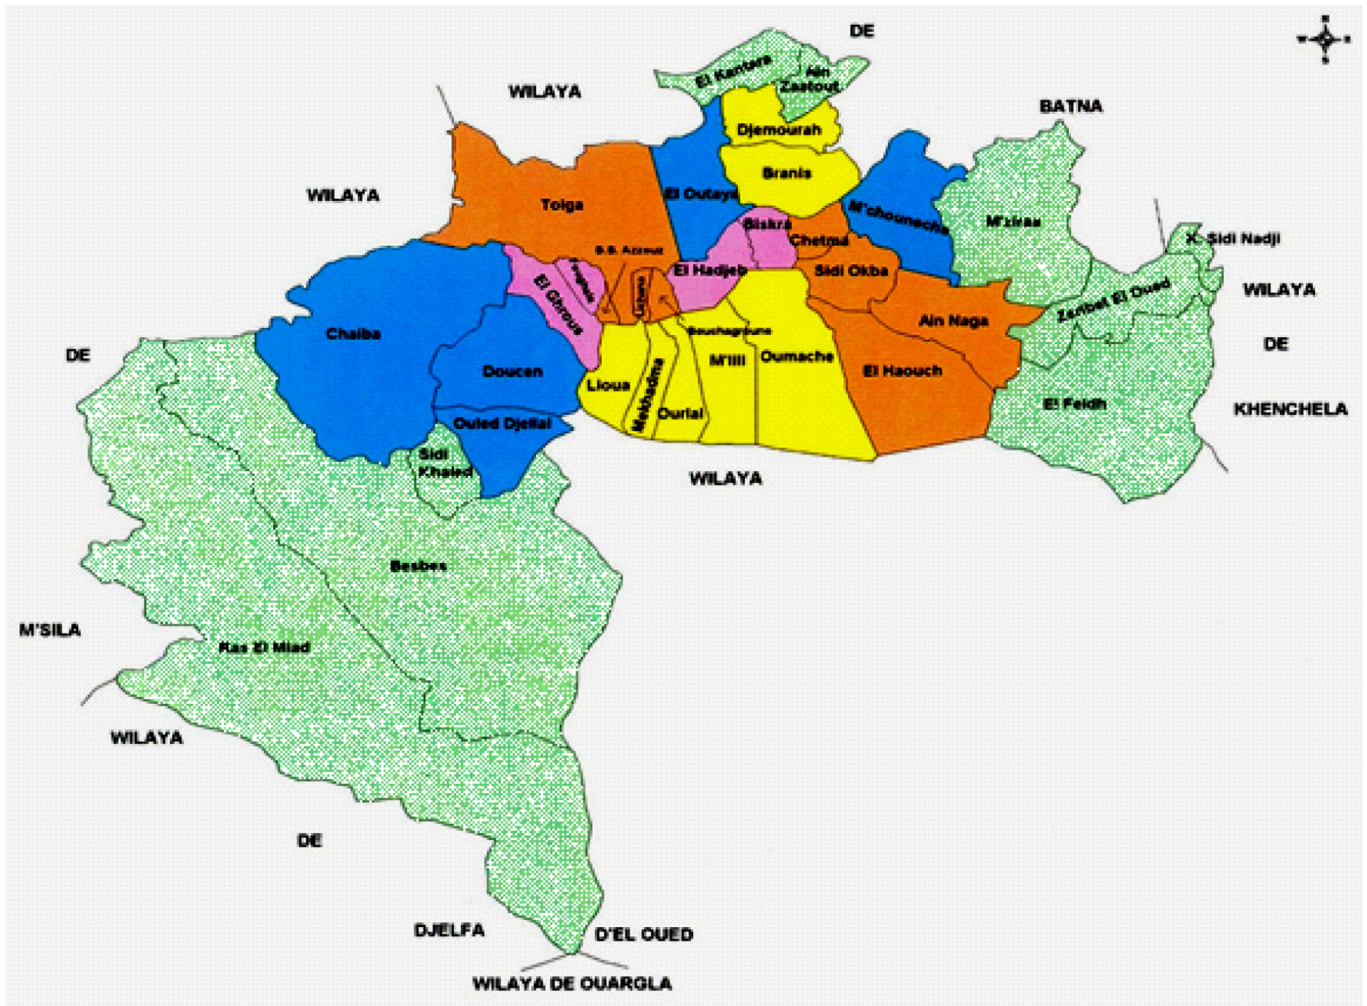 DE
N
W E
S
El Kantara
Ain
Zaatout
WILAYA
BATNA
Djemourah
Branis
WILAYA
Tolga
El Outaya
M'chouneche
M'ziraa
Biskra
Chetma
K. Sidi Nadji
B.B. Azzouz
El Hadjeb
Sidi Okba
Foughala
El Ghrous
Lichana
Zeribet El Oued
WILAYA
Ain Naga
Chaiba
Bouchagroune
DE
DE
Doucen
Lioua
Mekhadma
M'lili
Oumache
El Haouch
Ourlal
El Feidh
KHENCHELA
Ouled Djellal
Sidi
Khaled
WILAYA
Besbes
M'SILA
Ras El Miad
WILAYA
DE
DJELFA
D'EL OUED
WILAYA DE OUARGLA